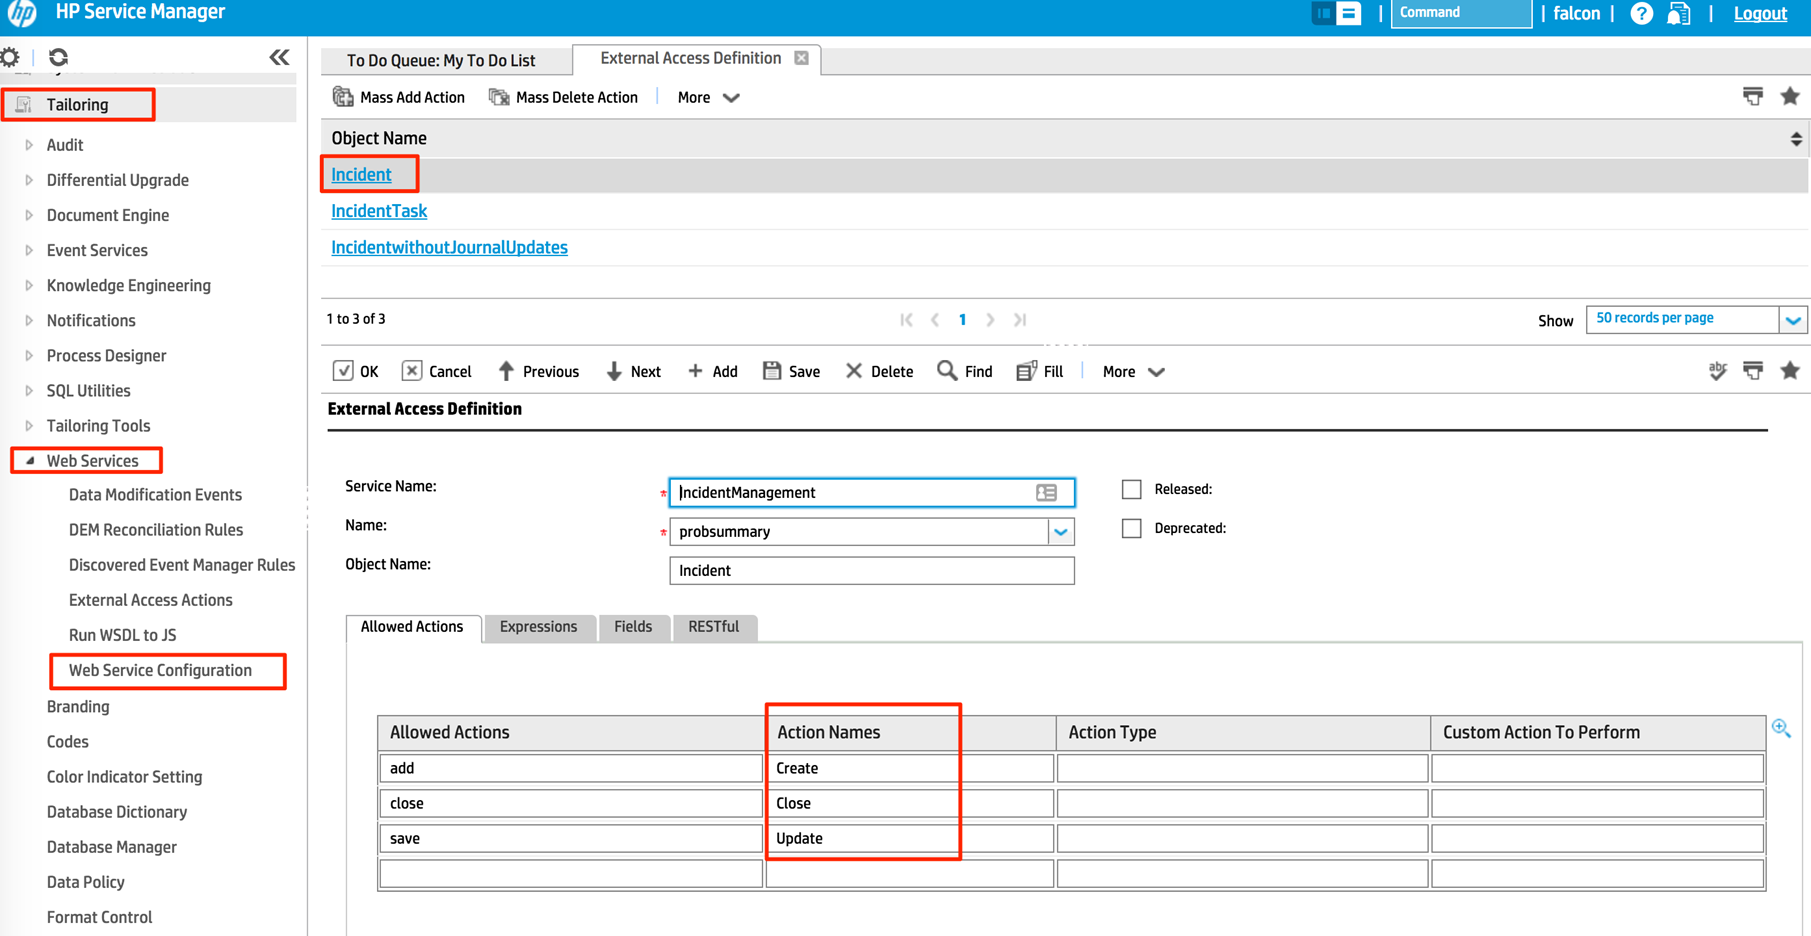 hp HP Service Manager
Command
falcon
?
Logout
To Do Queue: My To Do List
External Access Definition
Tailoring
Audit
Differential Upgrade
Document Engine
Event Services
Knowledge Engineering
Notifications
Process Designer
SQL Utilities
Tailoring Tools
Web Services
Data Modification Events
DEM Reconciliation Rules
Discovered Event Manager Rules
External Access Actions
Run WSDL to JS
Web Service Configuration
Branding
Codes
Color Indicator Setting
Database Dictionary
Database Manager
Data Policy
Format Control
Mass Add Action
Mass Delete Action
More
Object Name
Incident
IncidentTask
IncidentwithoutJournalUpdates
1 to 3 of 3
1
Show
50 records per page
OK
Cancel
Previous
Next
Add
Save
Delete
Find
Fill
More
abc
External Access Definition
Service Name:
* IncidentManagement
Released:
Name:
* probsummary
Deprecated:
Object Name:
Incident
Allowed Actions
Expressions
Fields
RESTful
Allowed Actions
Action Names
Action Type
Custom Action To Perform
add
Create
close
Close
save
Update